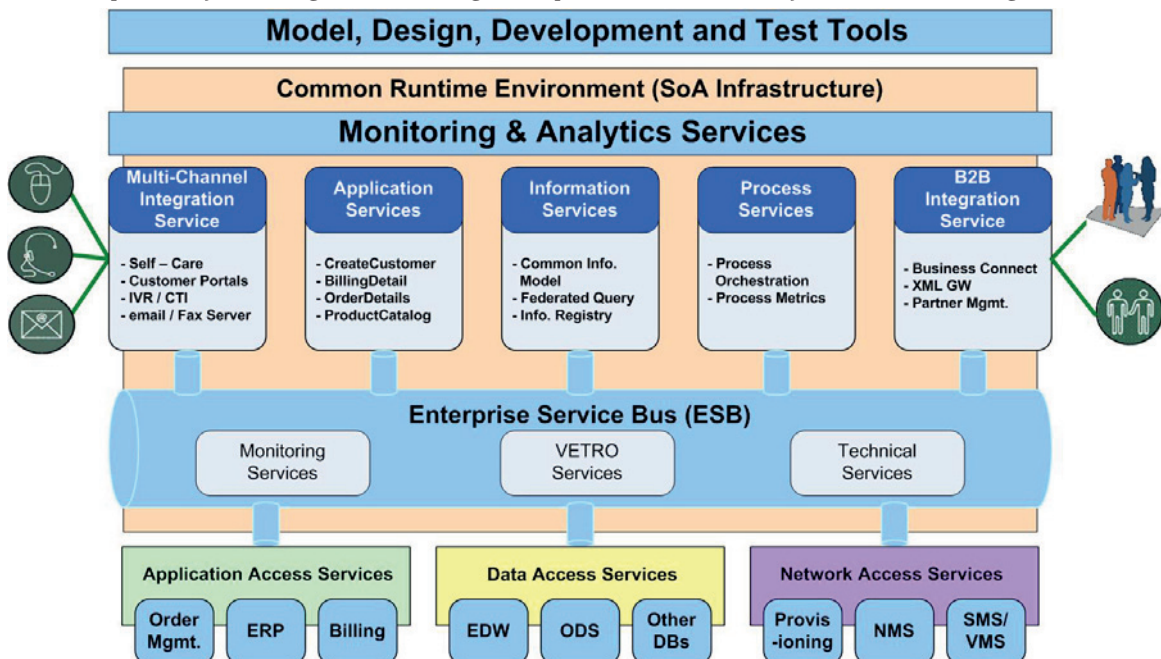 Model, Design, Development and Test Tools
Common Runtime Environment (SoA Infrastructure)
Monitoring & Analytics Services
Multi-Channel
Integration
Service
- Self – Care
- Customer Portals
- IVR / CTI
- email / Fax Server
Application
Services
- CreateCustomer
- BillingDetail
- OrderDetails
- ProductCatalog
Information
Services
- Common Info.
Model
- Federated Query
- Info. Registry
Process
Services
- Process
Orchestration
- Process Metrics
B2B
Integration
Service
- Business Connect
- XML GW
- Partner Mgmt.
Enterprise Service Bus (ESB)
Monitoring
Services
VETRO
Services
Technical
Services
Application Access Services
Order
Mgmt.
ERP
Billing
Data Access Services
EDW
ODS
Other
DBs
Network Access Services
Provis
-ioning
NMS
SMS/
VMS